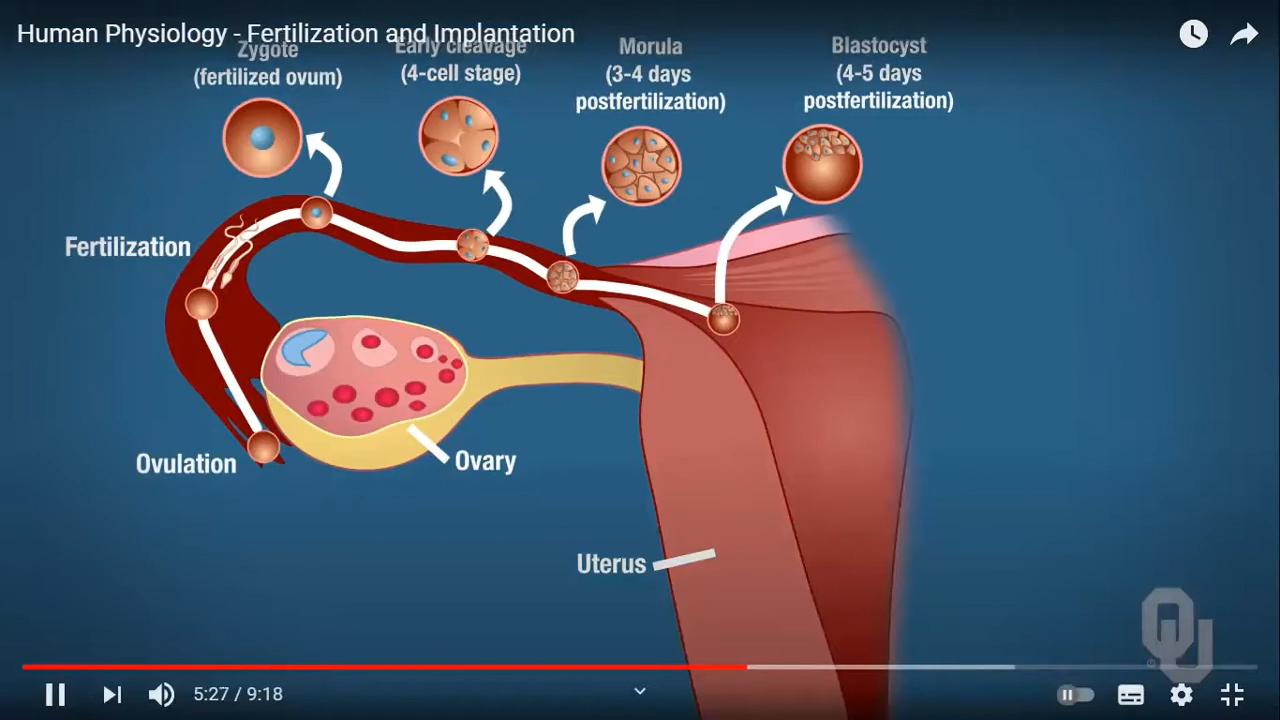 Human Physiology - Fertilization and Implantation
Zygote
(fertilized ovum)
Early cleavage
(4-cell stage)
Morula
(3-4 days
postfertilization)
Blastocyst
(4-5 days
postfertilization)
Fertilization
Ovulation
Ovary
Uterus
OU
5:27 / 9:18